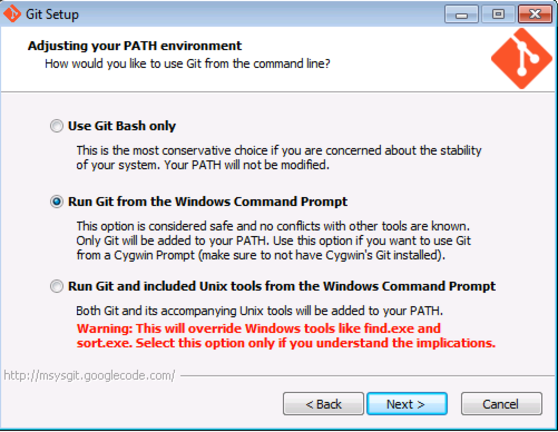 Git Setup
Adjusting your PATH environment
How would you like to use Git from the command line?
Use Git Bash only
This is the most conservative choice if you are concerned about the stability
of your system. Your PATH will not be modified.
Run Git from the Windows Command Prompt
This option is considered safe and no conflicts with other tools are known.
Only Git will be added to your PATH. Use this option if you want to use Git
from a Cygwin Prompt (make sure to not have Cygwin's Git installed).
Run Git and included Unix tools from the Windows Command Prompt
Both Git and its accompanying Unix tools will be added to your PATH.
Warning: This will override Windows tools like find.exe and
sort.exe. Select this option only if you understand the implications.
http://msysgit.googlecode.com/
< Back
Next >
Cancel